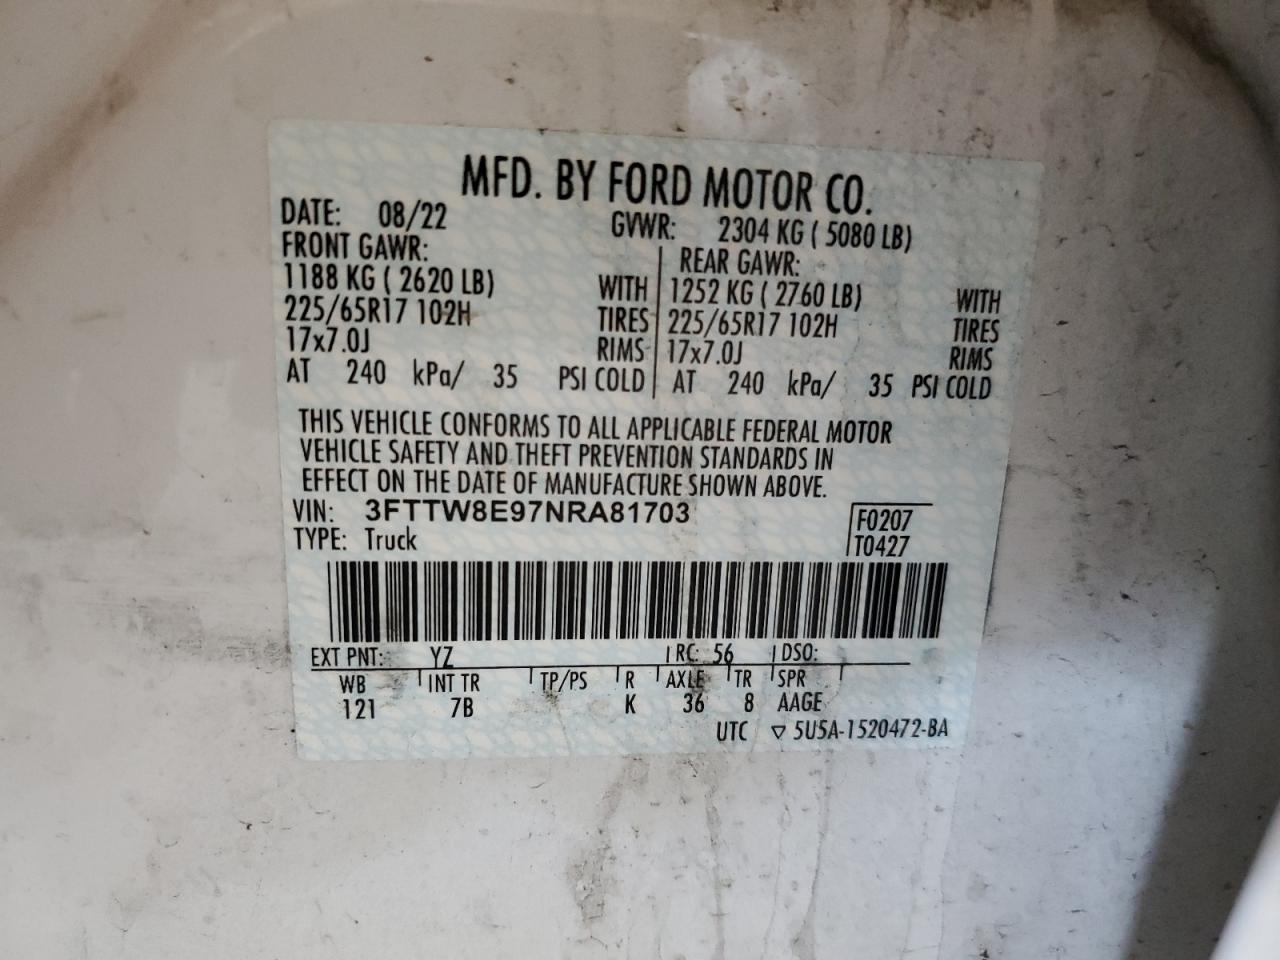 MFD. BY FORD MOTOR CO.
DATE: 08/22 GVWR: 2304 KG ( 5080 LB)
FRONT GAWR:
1188 KG ( 2620 LB) WITH
225/65R17 102H TIRES
17x7.0J RIMS
AT 240 kPa/ 35 PSI COLD
REAR GAWR:
1252 KG ( 2760 LB) WITH
225/65R17 102H TIRES
17x7.0J RIMS
AT 240 kPa/ 35 PSI COLD
THIS VEHICLE CONFORMS TO ALL APPLICABLE FEDERAL MOTOR
VEHICLE SAFETY AND THEFT PREVENTION STANDARDS IN
EFFECT ON THE DATE OF MANUFACTURE SHOWN ABOVE.
VIN: 3FTTW8E97NRA81703 F0207
TYPE: Truck T0427
EXT PNT: YZ RC: 56 DSO:
WB INT TR TP/PS R AXLE TR SPR
121 7B K 36 8 AAGE
UTC ▽ 5U5A-1520472-BA